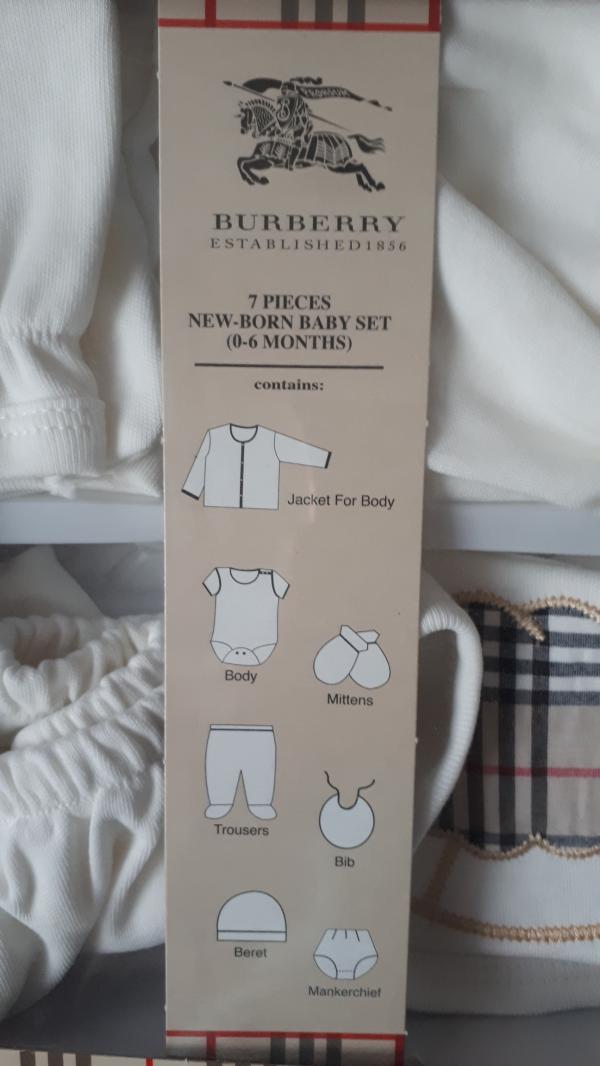 PRORSUM
BURBERRY
ESTABLISHED1856
7 PIECES
NEW-BORN BABY SET
(0-6 MONTHS)
contains:
Jacket For Body
Body
Mittens
Trousers
Bib
Beret
Mankerchief